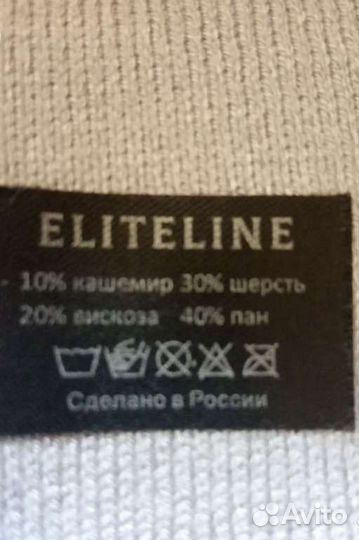 ELITELINE
- 10% кашемир 30% шерсть
20% вискоза 40% пан
Сделано в России
Avito